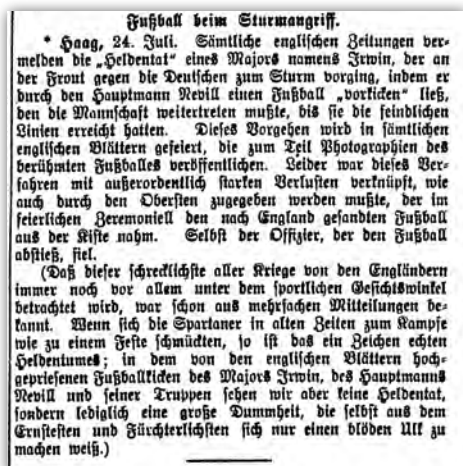 Fußball beim Sturmangriff.
* Haag, 24. Juli. Sämtliche englischen Zeitungen ver-
melden die „Heldentat" eines Majors namens Irwin, der an
der Front gegen die Deutschen zum Sturm vorging, indem er
durch den Hauptmann Nevill einen Fußball „vorkicken" ließ,
den die Mannschaft weitertreten mußte, bis sie die feindlichen
Linien erreicht hatten. Dieses Vorgehen wird in sämtlichen
englischen Blättern gefeiert, die zum Teil Photographien des
berühmten Fußballes veröffentlichen. Leider war dieses Ver-
fahren mit außerordentlich starken Verlusten verknüpft, wie
auch durch den Obersten zugegeben werden mußte, der im
feierlichen Zeremoniell den nach England gesandten Fußball
aus der Kiste nahm. Selbst der Offizier, der den Fußball
abstieß, fiel.
(Daß dieser schrecklichste aller Kriege von den Engländern
immer noch vor allem unter dem sportlichen Gesichtswinkel
betrachtet wird, war schon aus mehrfachen Mitteilungen be-
kannt. Wenn sich die Spartaner in alten Zeiten zum Kampfe
wie zu einem Feste schmückten, so ist das ein Zeichen echten
Heldentumes; in dem von den englischen Blättern hoch-
gepriesenen Fußballkicken des Majors Irwin, des Hauptmanns
Nevill und seiner Truppen sehen wir aber keine Heldentat,
sondern lediglich eine große Dummheit, die selbst aus dem
Ernstesten und Fürchterlichsten sich nur einen blöden Ulk zu
machen weiß.)